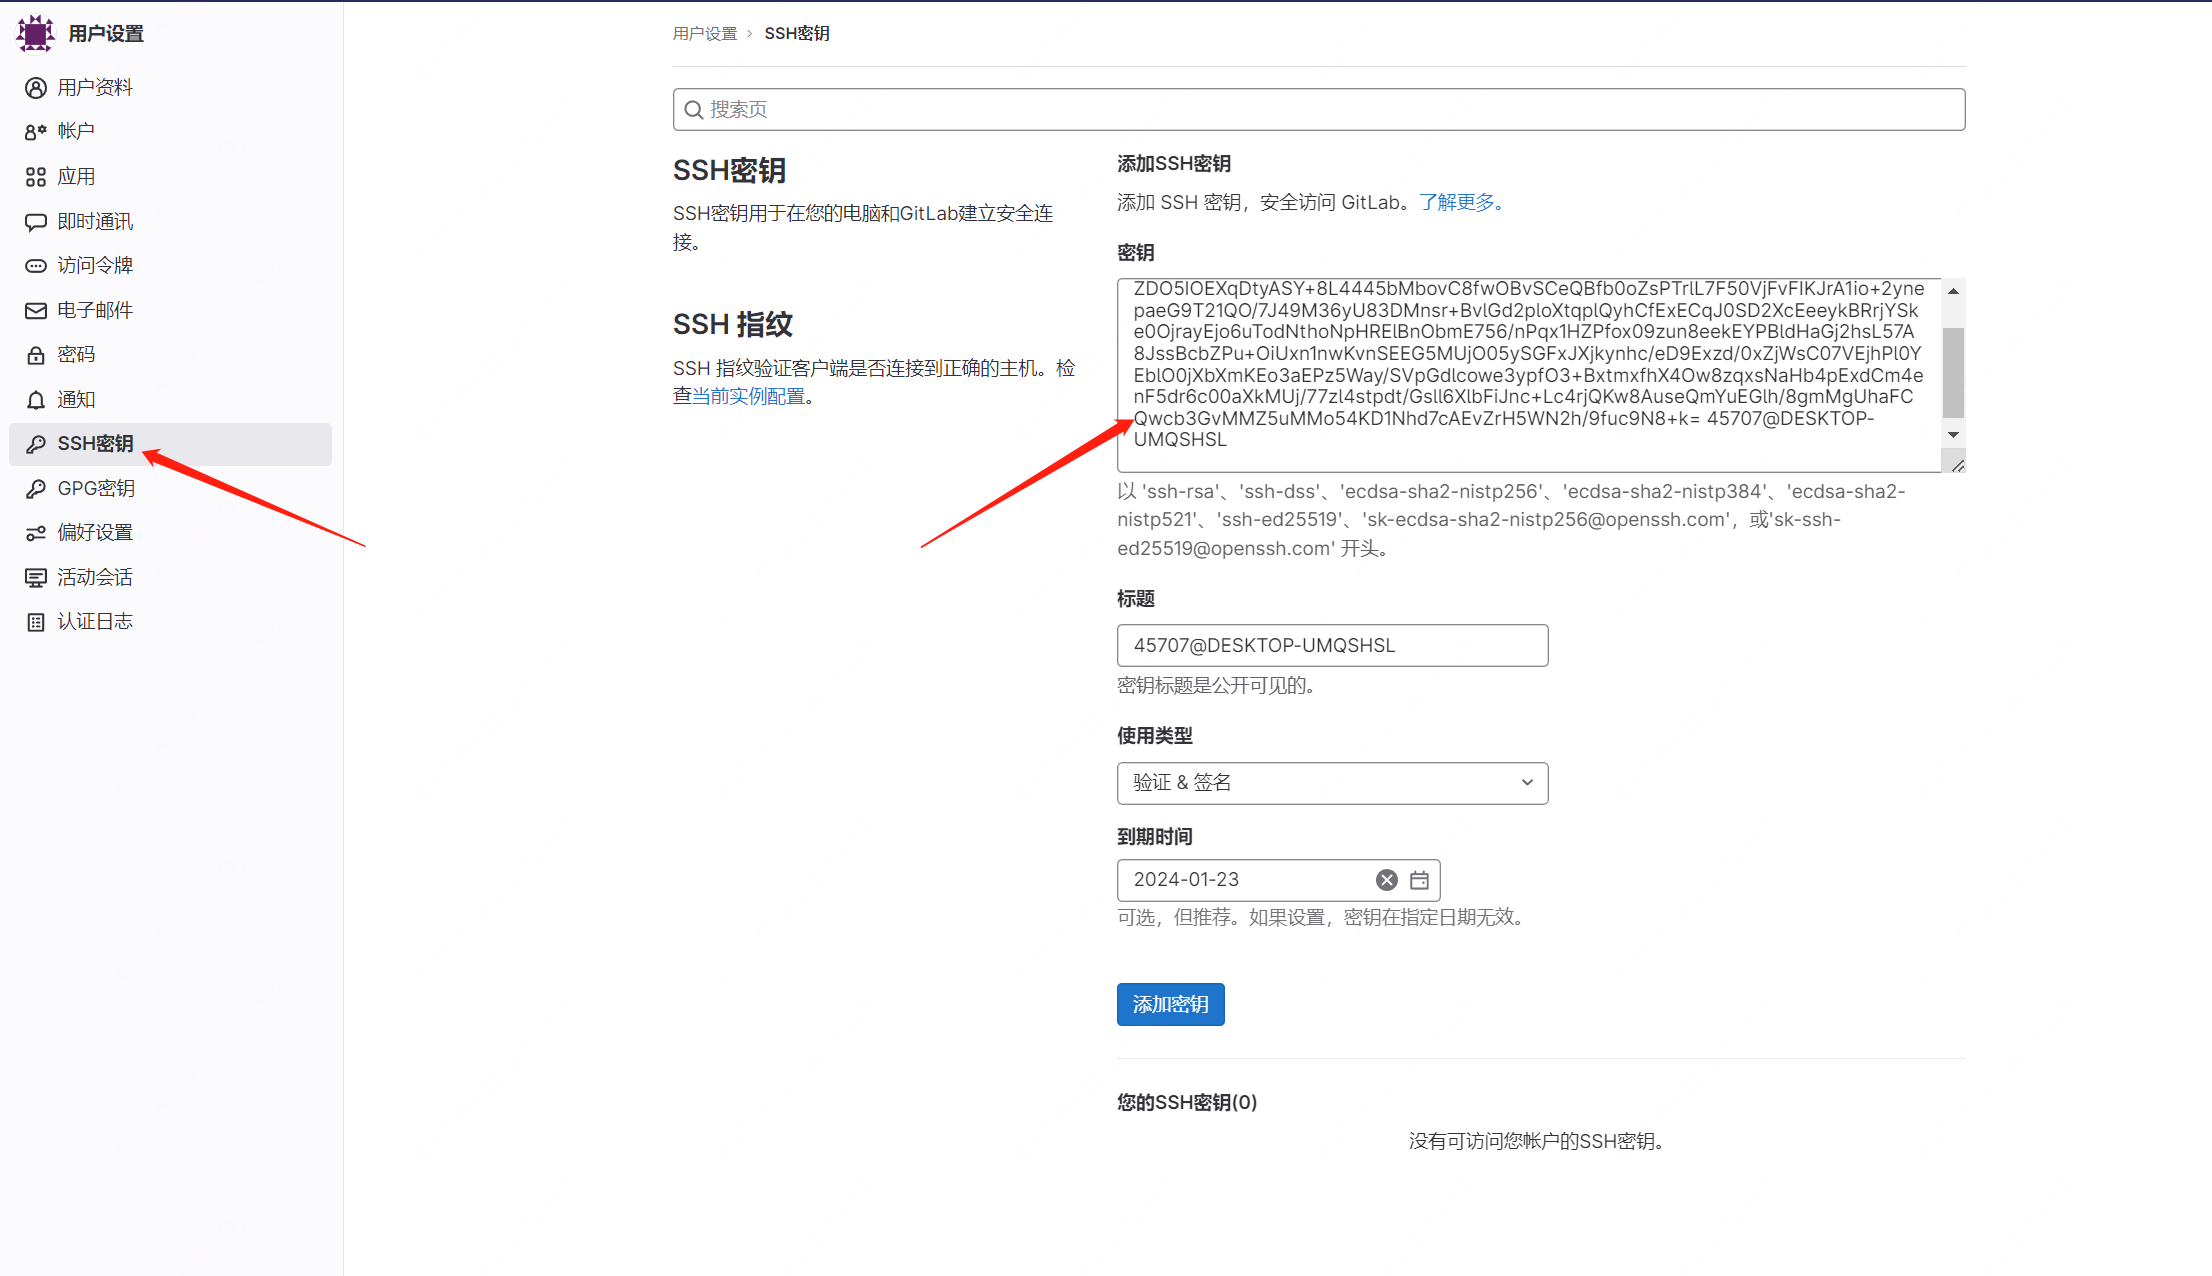 用户设置
用户资料
帐户
应用
即时通讯
访问令牌
电子邮件
密码
通知
SSH密钥
GPG密钥
偏好设置
活动会话
认证日志
用户设置 › SSH密钥
搜索页
SSH密钥
SSH密钥用于在您的电脑和GitLab建立安全连
接。
SSH 指纹
SSH 指纹验证客户端是否连接到正确的主机。检
查当前实例配置。
添加SSH密钥
添加 SSH 密钥，安全访问 GitLab。了解更多。
密钥
ZDO5IOEXqDtyASY+8L4445bMbovC8fwOBvSCeQBfb0oZsPTrlL7F50VjFvFIKJrA1io+2yne
paeG9T21QO/7J49M36yU83DMnsr+BvlGd2ploXtqplQyhCfExECqJ0SD2XcEeeykBRrjYSk
e0OjrayEjo6uTodNthoNpHRElBnObmE756/nPqx1HZPfox09zun8eekEYPBldHaGj2hsL57A
8JssBcbZPu+OiUxn1nwKvnSEEG5MUjO05ySGFxJXjkynhc/eD9Exzd/0xZjWsC07VEjhPl0Y
EblO0jXbXmKEo3aEPz5Way/SVpGdlcowe3ypfO3+BxtmxfhX4Ow8zqxsNaHb4pExdCm4e
nF5dr6c00aXkMUj/77zl4stpdt/Gsll6XlbFiJnc+Lc4rjQKw8AuseQmYuEGlh/8gmMgUhaFC
Qwcb3GvMMZ5uMMo54KD1Nhd7cAEvZrH5WN2h/9fuc9N8+k= 45707@DESKTOP-
UMQSHSL
以 'ssh-rsa'、'ssh-dss'、'ecdsa-sha2-nistp256'、'ecdsa-sha2-nistp384'、'ecdsa-sha2-
nistp521'、'ssh-ed25519'、'sk-ecdsa-sha2-nistp256@openssh.com'，或'sk-ssh-
ed25519@openssh.com' 开头。
标题
45707@DESKTOP-UMQSHSL
密钥标题是公开可见的。
使用类型
验证 & 签名
到期时间
2024-01-23
可选，但推荐。如果设置，密钥在指定日期无效。
添加密钥
您的SSH密钥(0)
没有可访问您帐户的SSH密钥。